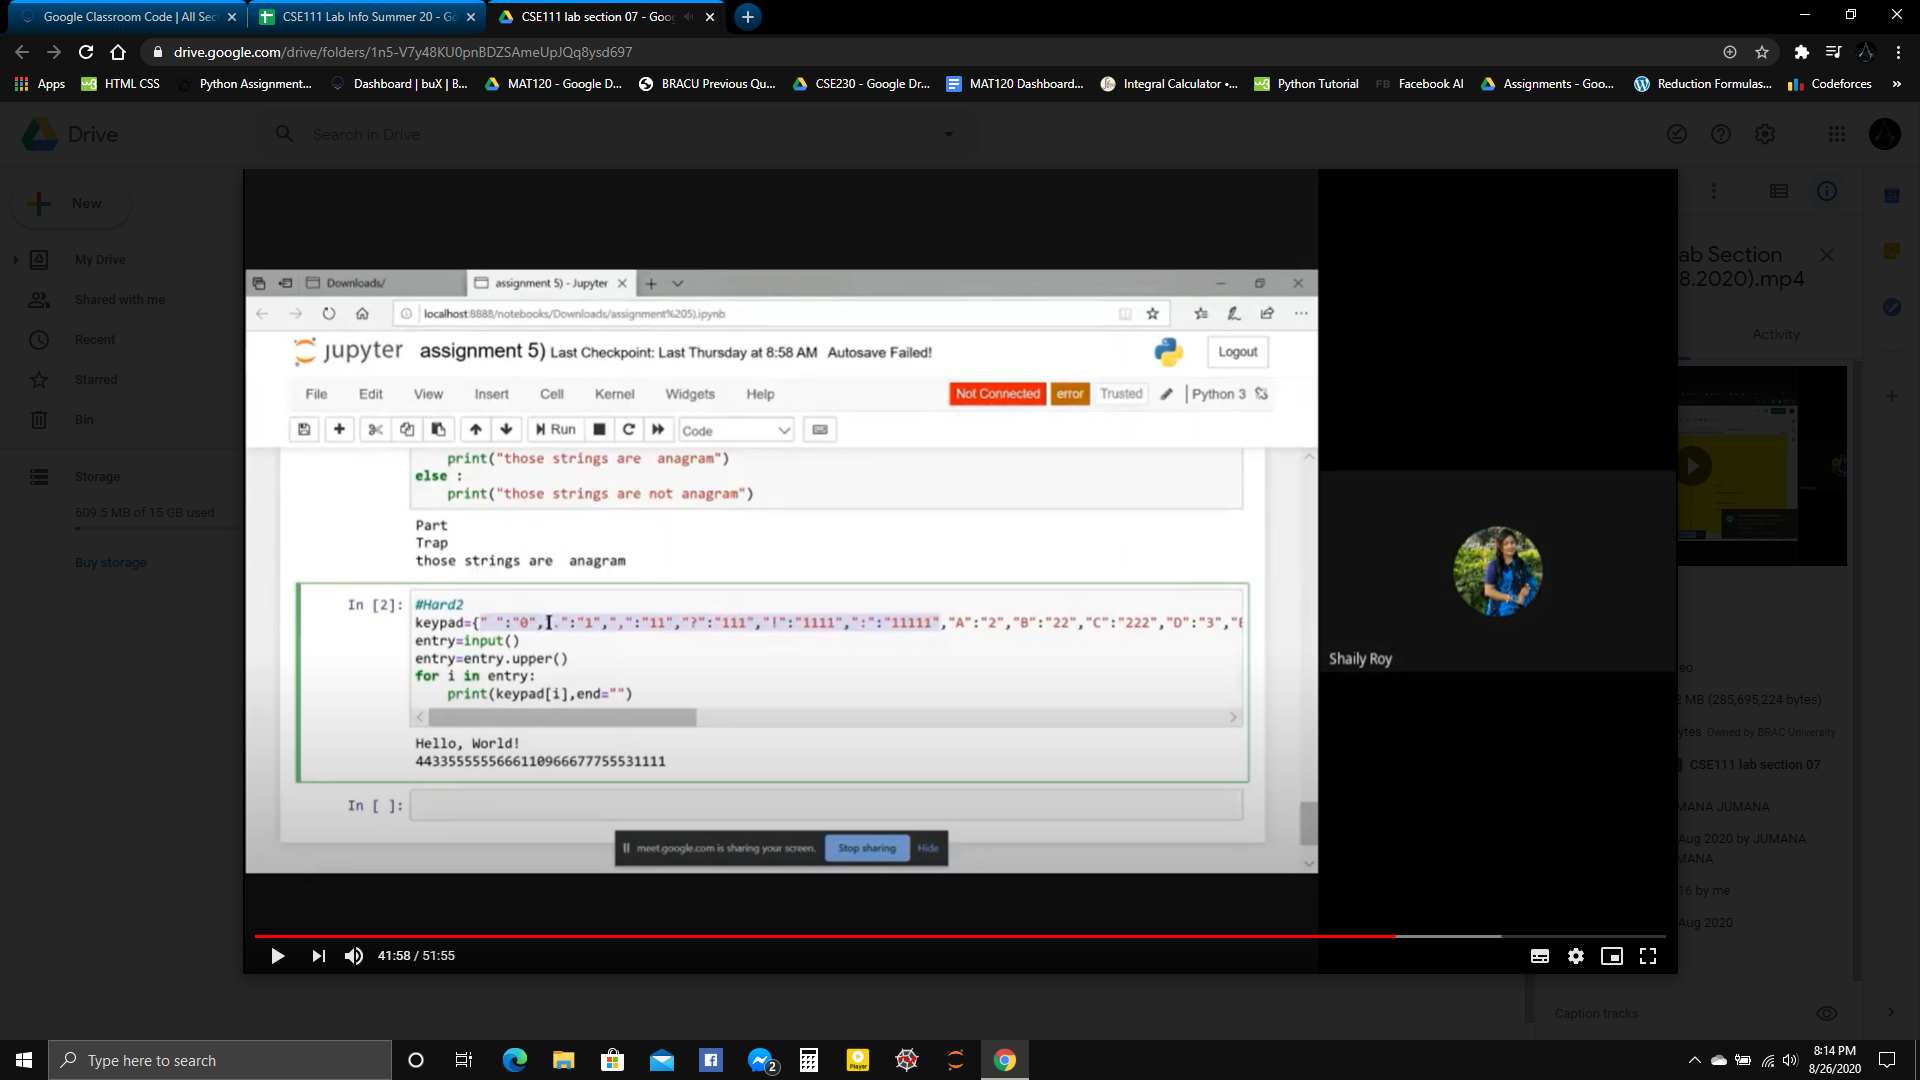 Google Classroom Code | All Sec
CSE111 Lab Info Summer 20 - Go
CSE111 lab section 07 - Goog
drive.google.com/drive/folders/1n5-V7y48KU0pnBDZSAmeUpJQq8ysd697
Apps
HTML CSS
Python Assignment...
Dashboard | buX | B...
MAT120 - Google D...
BRACU Previous Qu...
CSE230 - Google Dr...
MAT120 Dashboard...
Integral Calculator •...
Python Tutorial
FB Facebook AI
Assignments - Goo...
Reduction Formulas...
Codeforces
»
Drive
Search in Drive
New
My Drive
Shared with me
Recent
Starred
Bin
Storage
609.5 MB of 15 GB used
Buy storage
Downloads/
assignment 5) - Jupyter
localhost:8888/notebooks/Downloads/assignment%205).ipynb
jupyter assignment 5) Last Checkpoint: Last Thursday at 8:58 AM Autosave Failed!
Logout
File Edit View Insert Cell Kernel Widgets Help
Not Connected error Trusted Python 3
Run Code
print("those strings are  anagram")
else :
print("those strings are not anagram")
Part
Trap
those strings are  anagram
In [2]:
#Hard2
keypad={" ":"0",".":"1",",":"11","?":"111","!":"1111",":":"11111","A":"2","B":"22","C":"222","D":"3","E
entry=input()
entry=entry.upper()
for i in entry:
print(keypad[i],end="")
Hello, World!
4433555555666110966677755531111
In [ ]:
meet.google.com is sharing your screen.
Stop sharing
Hide
Shaily Roy
41:58 / 51:55
ab Section
8.2020).mp4
Activity
eo
2 MB (285,695,224 bytes)
ytes Owned by BRAC University
CSE111 lab section 07
MANA JUMANA
Aug 2020 by JUMANA
MANA
16 by me
Aug 2020
Caption tracks
Type here to search
2
Player
8:14 PM
8/26/2020